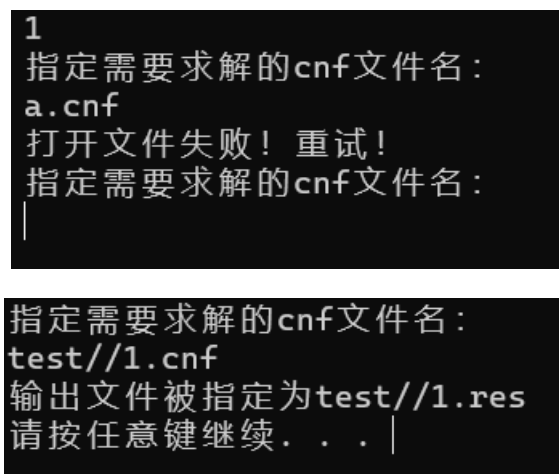 1
指定需要求解的cnf文件名：
a.cnf
打开文件失败！重试！
指定需要求解的cnf文件名：
指定需要求解的cnf文件名：
test//1.cnf
输出文件被指定为test//1.res
请按任意键继续. . .